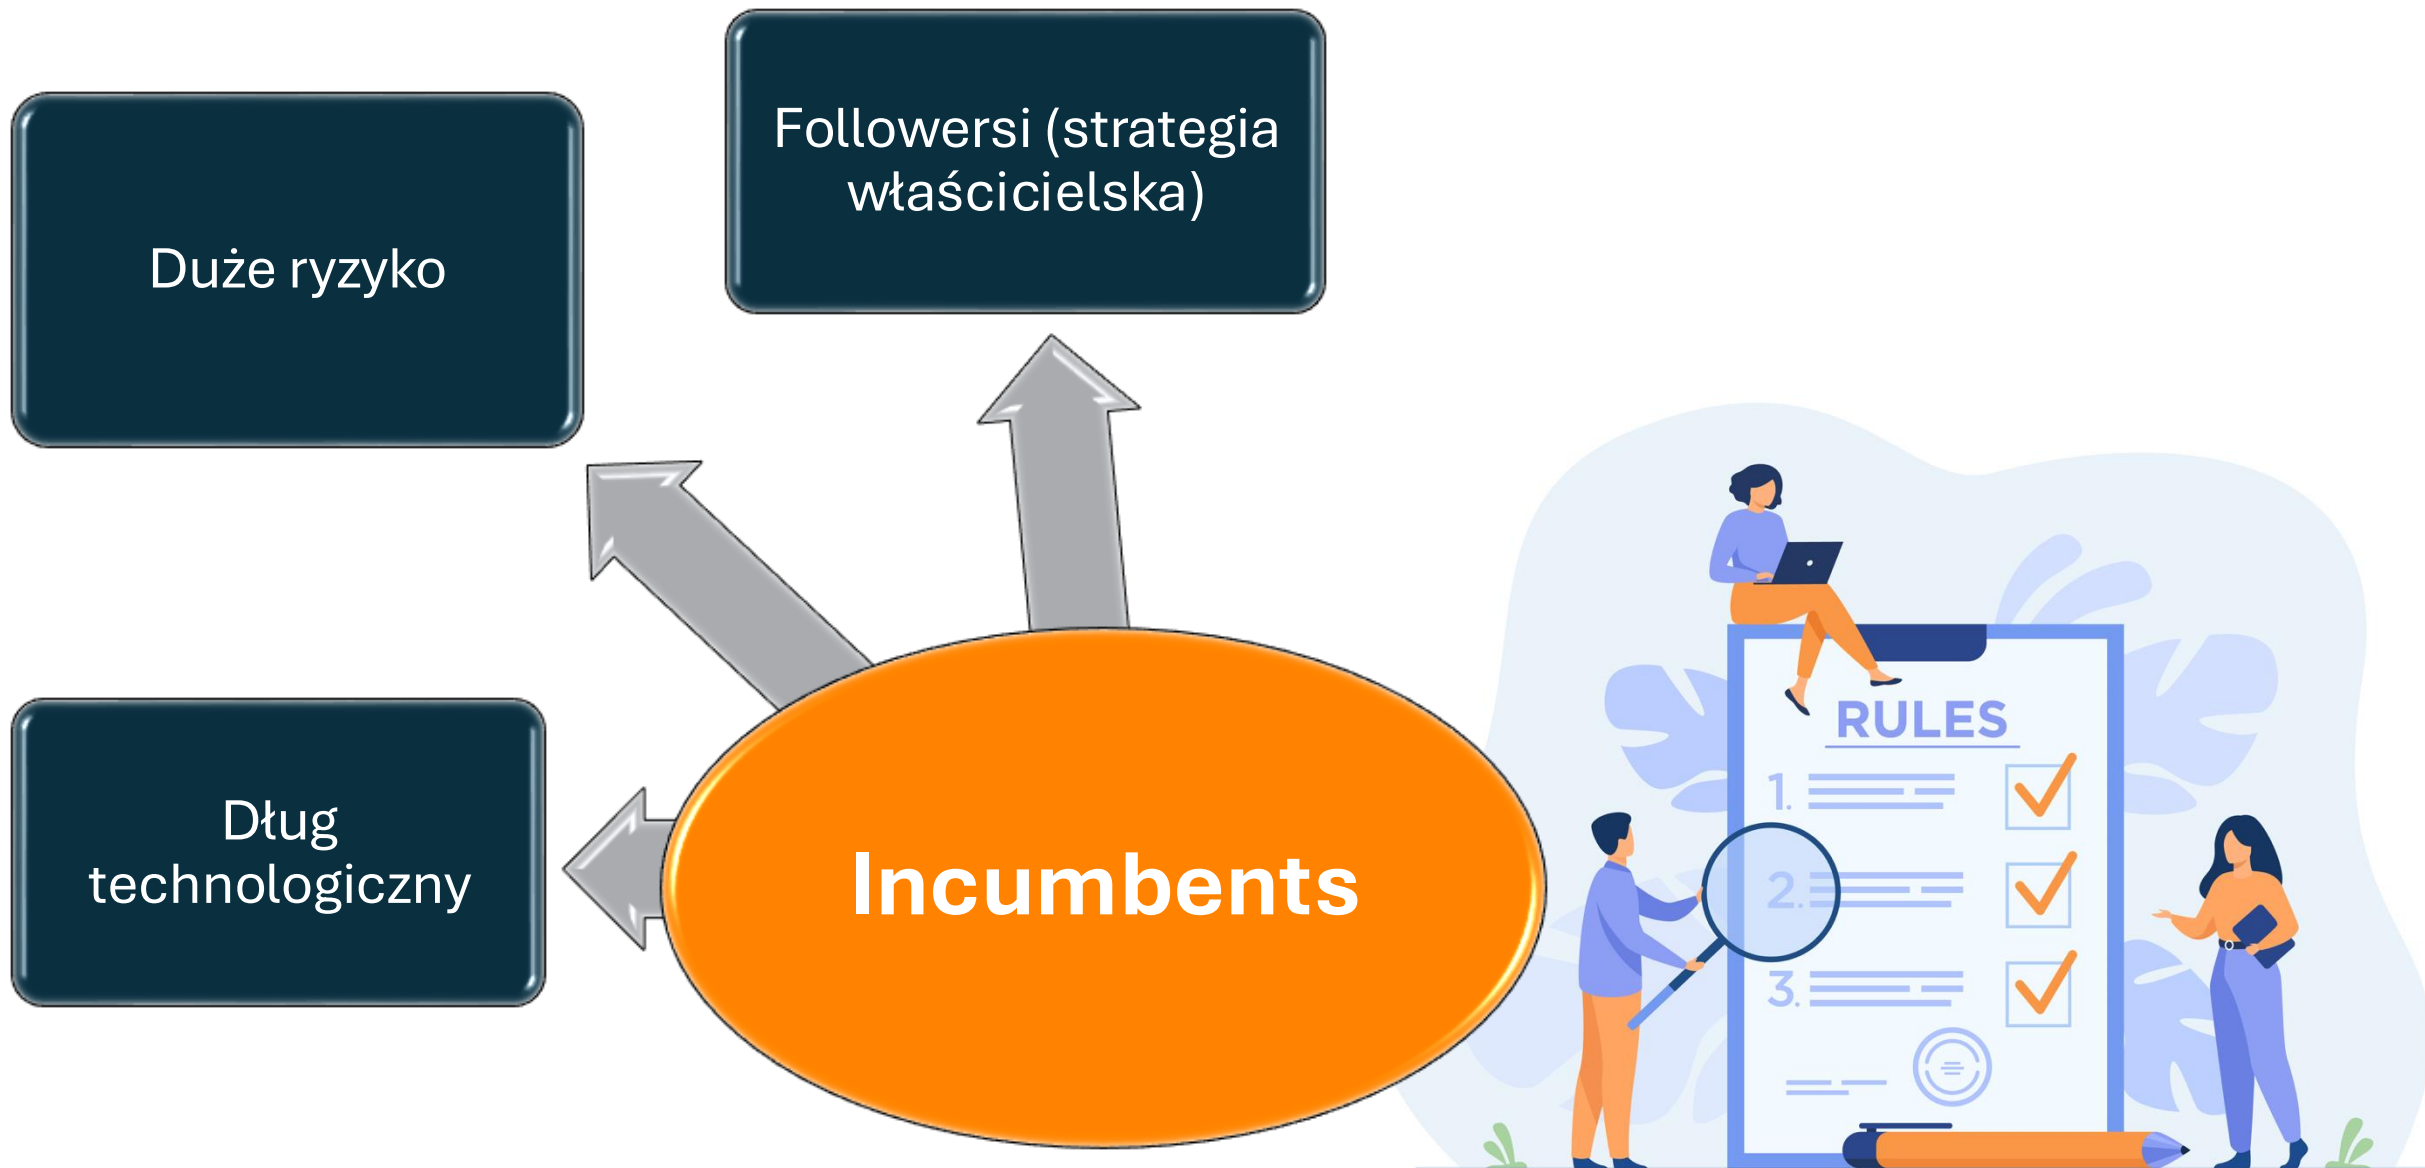 Followersi (strategia
właścicielska)
Duże ryzyko
Dług
technologiczny
Incumbents
RULES
1.
2.
3.